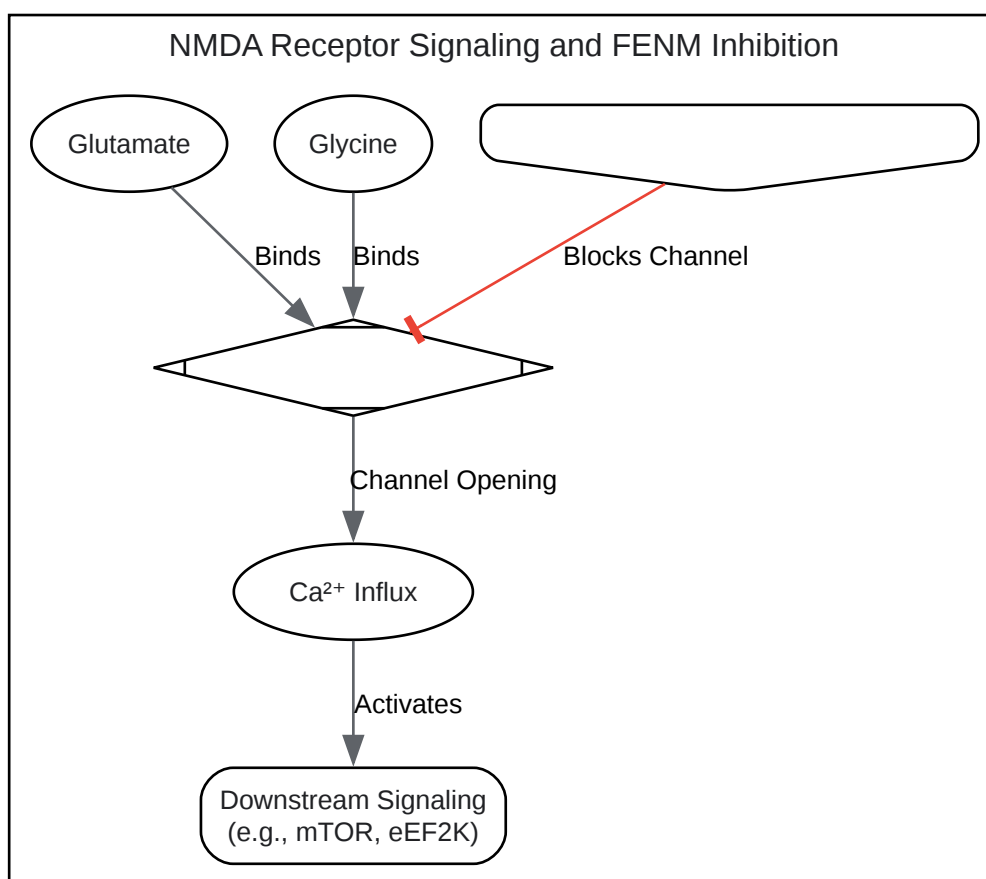 NMDA Receptor Signaling and FENM Inhibition
Glutamate
Glycine
Binds
Binds
Blocks Channel
Channel Opening
Ca²⁺ Influx
Activates
Downstream Signaling
(e.g., mTOR, eEF2K)